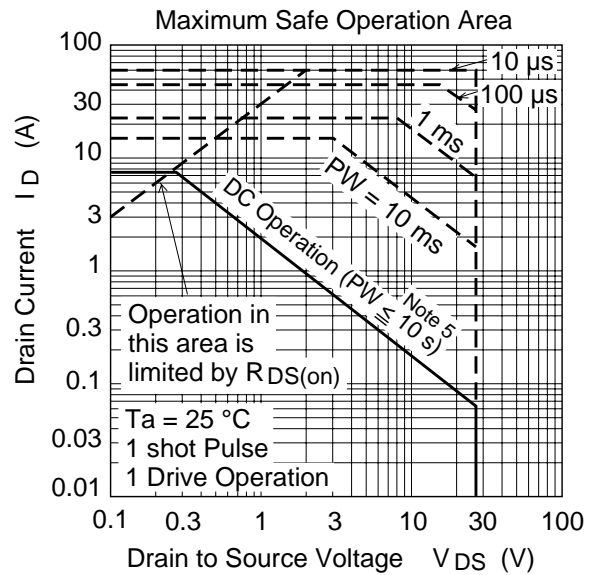 Maximum Safe Operation Area
100
30
10
3
1
0.3
0.1
0.03
0.01
Drain Current I D (A)
10 µs
100 µs
1 ms
PW = 10 ms
DC Operation (PW ≦ 10 s)
Note 5
Operation in
this area is
limited by R DS(on)
Ta = 25 °C
1 shot Pulse
1 Drive Operation
0.1 0.3 1 3 10 30 100
Drain to Source Voltage V DS (V)